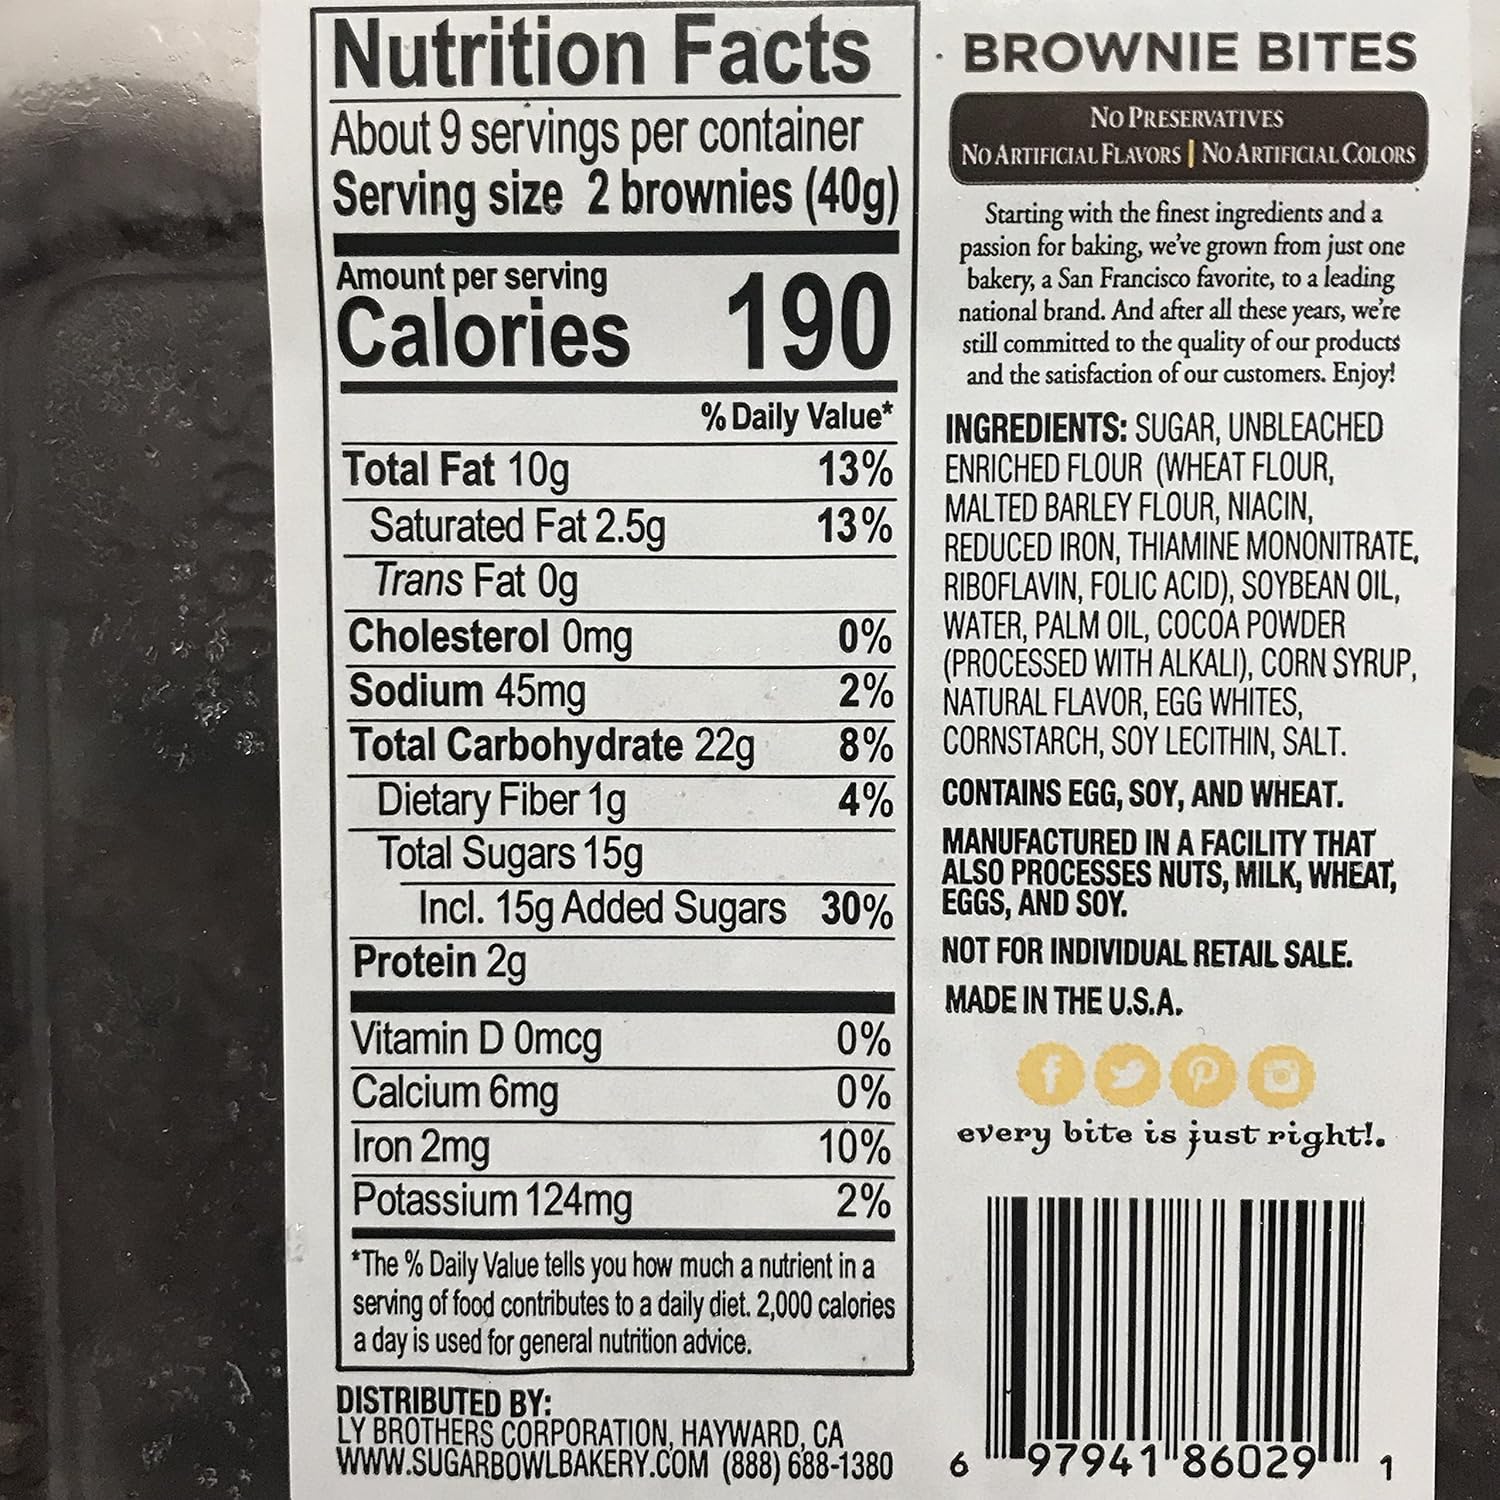 Nutrition Facts
About 9 servings per container
Serving size 2 brownies (40g)
Amount per serving
Calories 190
% Daily Value*
Total Fat 10g 13%
Saturated Fat 2.5g 13%
Trans Fat 0g
Cholesterol 0mg 0%
Sodium 45mg 2%
Total Carbohydrate 22g 8%
Dietary Fiber 1g 4%
Total Sugars 15g
Incl. 15g Added Sugars 30%
Protein 2g
Vitamin D 0mcg 0%
Calcium 6mg 0%
Iron 2mg 10%
Potassium 124mg 2%
*The % Daily Value tells you how much a nutrient in a
serving of food contributes to a daily diet. 2,000 calories
a day is used for general nutrition advice.
DISTRIBUTED BY:
LY BROTHERS CORPORATION, HAYWARD, CA
WWW.SUGARBOWLBAKERY.COM (888) 688-1380
BROWNIE BITES
NO PRESERVATIVES
NO ARTIFICIAL FLAVORS | NO ARTIFICIAL COLORS
Starting with the finest ingredients and a
passion for baking, we've grown from just one
bakery, a San Francisco favorite, to a leading
national brand. And after all these years, we're
still committed to the quality of our products
and the satisfaction of our customers. Enjoy!
INGREDIENTS: SUGAR, UNBLEACHED
ENRICHED FLOUR (WHEAT FLOUR,
MALTED BARLEY FLOUR, NIACIN,
REDUCED IRON, THIAMINE MONONITRATE,
RIBOFLAVIN, FOLIC ACID), SOYBEAN OIL,
WATER, PALM OIL, COCOA POWDER
(PROCESSED WITH ALKALI), CORN SYRUP,
NATURAL FLAVOR, EGG WHITES,
CORNSTARCH, SOY LECITHIN, SALT.
CONTAINS EGG, SOY, AND WHEAT.
MANUFACTURED IN A FACILITY THAT
ALSO PROCESSES NUTS, MILK, WHEAT,
EGGS, AND SOY.
NOT FOR INDIVIDUAL RETAIL SALE.
MADE IN THE U.S.A.
every bite is just right!.
6 97941 86029 1